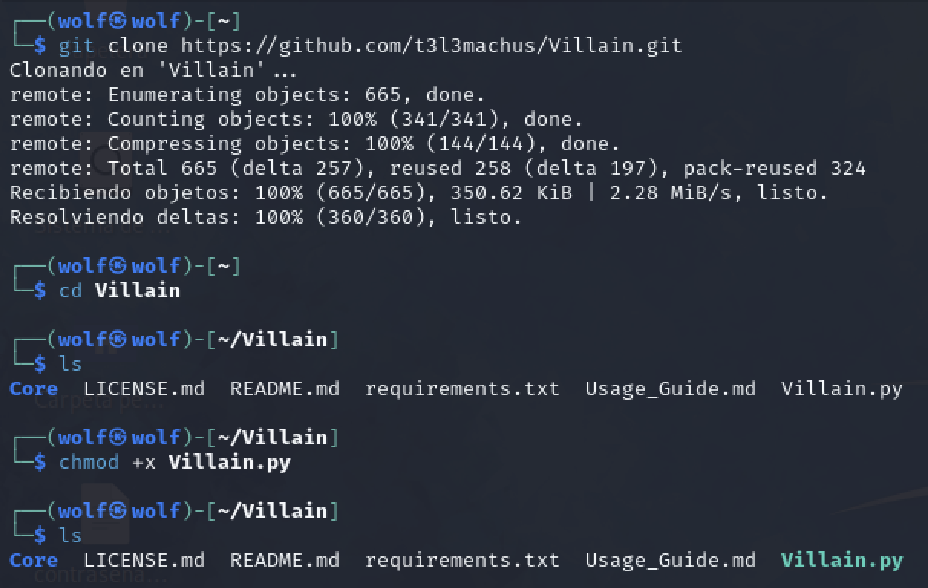 ┌──(wolf㉿wolf)-[~]
└─$ git clone https://github.com/t3l3machus/Villain.git
Clonando en 'Villain'...
remote: Enumerating objects: 665, done.
remote: Counting objects: 100% (341/341), done.
remote: Compressing objects: 100% (144/144), done.
remote: Total 665 (delta 257), reused 258 (delta 197), pack-reused 324
Recibiendo objetos: 100% (665/665), 350.62 KiB | 2.28 MiB/s, listo.
Resolviendo deltas: 100% (360/360), listo.
┌──(wolf㉿wolf)-[~]
└─$ cd Villain
┌──(wolf㉿wolf)-[~/Villain]
└─$ ls
Core LICENSE.md README.md requirements.txt Usage_Guide.md Villain.py
┌──(wolf㉿wolf)-[~/Villain]
└─$ chmod +x Villain.py
┌──(wolf㉿wolf)-[~/Villain]
└─$ ls
Core LICENSE.md README.md requirements.txt Usage_Guide.md Villain.py